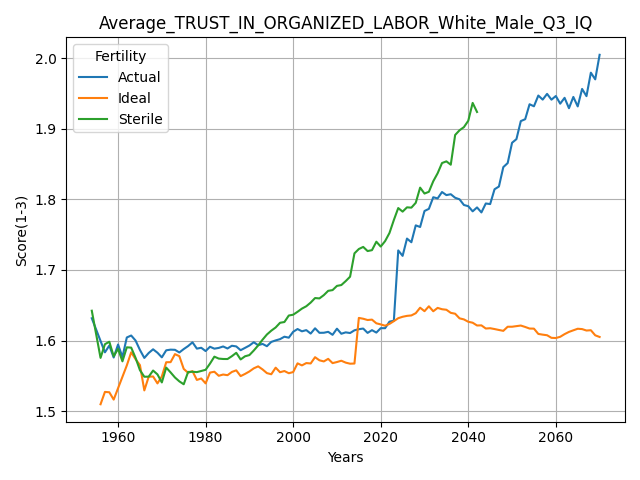 Average_TRUST_IN_ORGANIZED_LABOR_White_Male_Q3_IQ
Fertility
Actual
Ideal
Sterile
Score(1-3)
2.0
1.9
1.8
1.7
1.6
1.5
1960 1980 2000 2020 2040 2060
Years